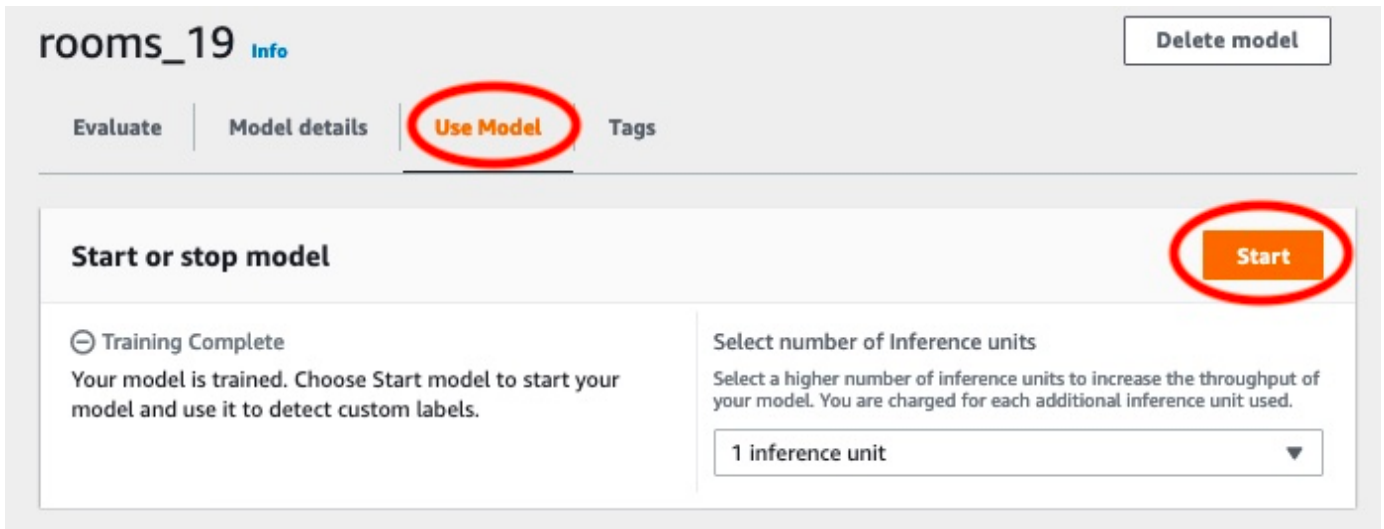 rooms_19 Info
Delete model
Evaluate
Model details
Use Model
Tags
Start or stop model
Start
Training Complete
Your model is trained. Choose Start model to start your
model and use it to detect custom labels.
Select number of Inference units
Select a higher number of inference units to increase the throughput of
your model. You are charged for each additional inference unit used.
1 inference unit